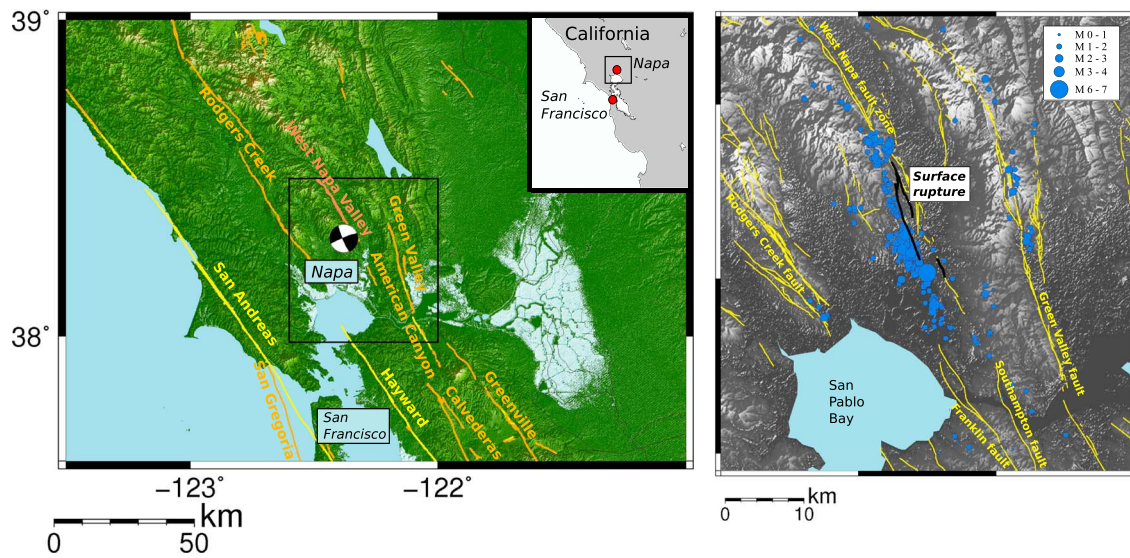 39°
38°
−123°
−122°
km
0
50
Rodgers Creek
West Napa Valley
Green Valley
Napa
American Canyon
San Andreas
San Gregoria
San
Francisco
Hayward
Calvederas
Greenville
California
Napa
San
Francisco
M 0 - 1
M 1 - 2
M 2 - 3
M 3 - 4
M 6 - 7
West Napa fault zone
Surface
rupture
Rodgers Creek fault
Green Valley fault
San
Pablo
Bay
Franklin fault
Southampton fault
km
0
10